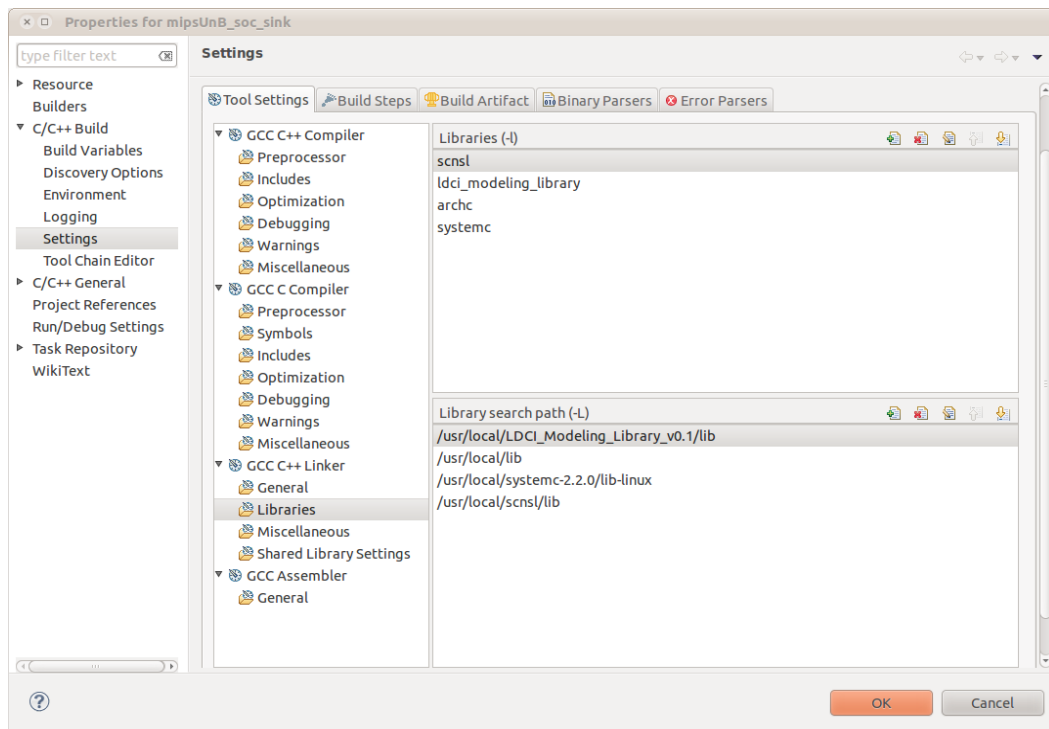 Properties for mipsUnB_soc_sink
type filter text
Resource
Builders
C/C++ Build
Build Variables
Discovery Options
Environment
Logging
Settings
Tool Chain Editor
C/C++ General
Project References
Run/Debug Settings
Task Repository
WikiText
Settings
Tool Settings
Build Steps
Build Artifact
Binary Parsers
Error Parsers
GCC C++ Compiler
Preprocessor
Includes
Optimization
Debugging
Warnings
Miscellaneous
GCC C Compiler
Preprocessor
Symbols
Includes
Optimization
Debugging
Warnings
Miscellaneous
GCC C++ Linker
General
Libraries
Miscellaneous
Shared Library Settings
GCC Assembler
General
Libraries (-l)
scnsl
ldci_modeling_library
archc
systemc
Library search path (-L)
/usr/local/LDCI_Modeling_Library_v0.1/lib
/usr/local/lib
/usr/local/systemc-2.2.0/lib-linux
/usr/local/scnsl/lib
OK
Cancel